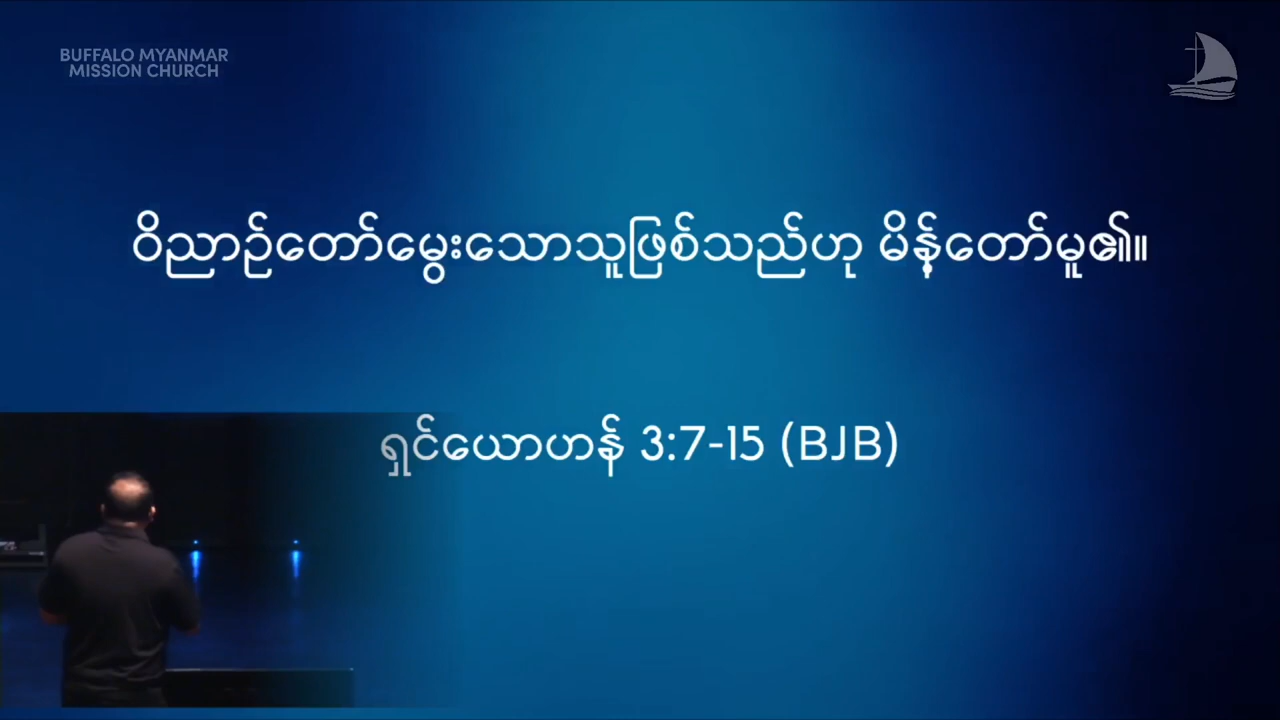 BUFFALO MYANMAR
MISSION CHURCH
ဝိညာဉ်တော်မွေးသောသူဖြစ်သည်ဟု မိန့်တော်မူ၏။
ရှင်ယောဟန် 3:7-15 (BJB)